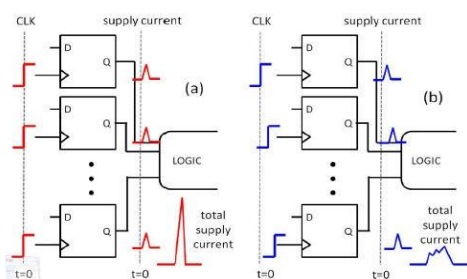 CLK
supply current
D
Q
(a)
D
Q
LOGIC
D
Q
total
supply
current
t=0
t=0
CLK
supply current
D
Q
(b)
D
Q
LOGIC
D
Q
total
supply
current
t=0
t=0